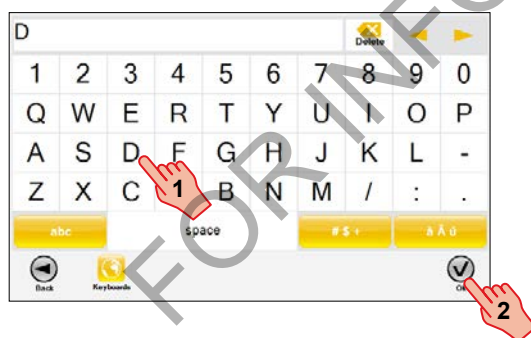 D
Delete
1 2 3 4 5 6 7 8 9 0
Q W E R T Y U I O P
A S D F G H J K L -
Z X C B N M / : .
1
abc space # $ + à Ä ú
Back Keyboards OK
2
FOR INFO